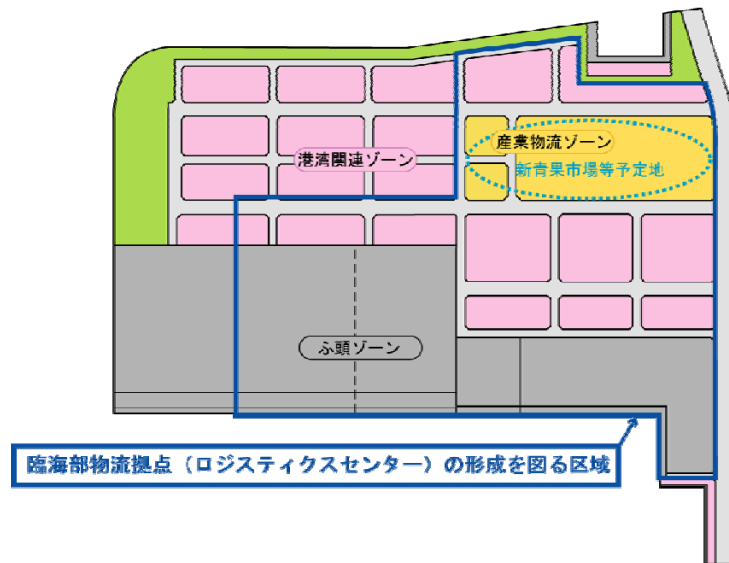 産業物流ゾーン
港湾関連ゾーン
新青果市場等予定地
ふ頭ゾーン
臨海部物流拠点（ロジスティクスセンター）の形成を図る区域